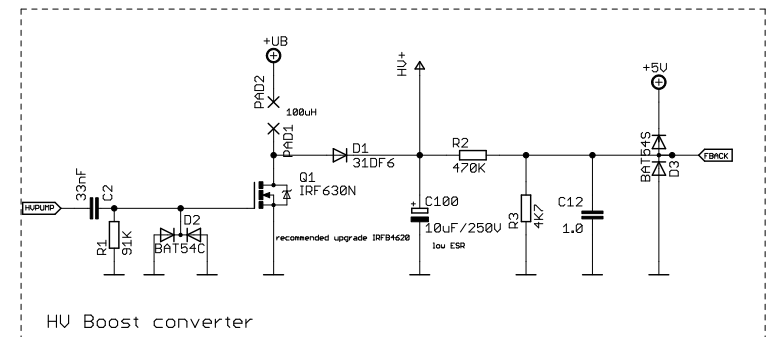 +UB
PAD2
100uH
PAD1
HV+
+5V
D1
31DF6
R2
470K
BAT54S
D3
FBACK
Q1
IRF630N
33nF
C2
HVPUMP
R1
91K
D2
BAT54C
recommended upgrade IRFB4620
C100
10uF/250V
low ESR
R3
4K7
C12
1.0
HV Boost converter